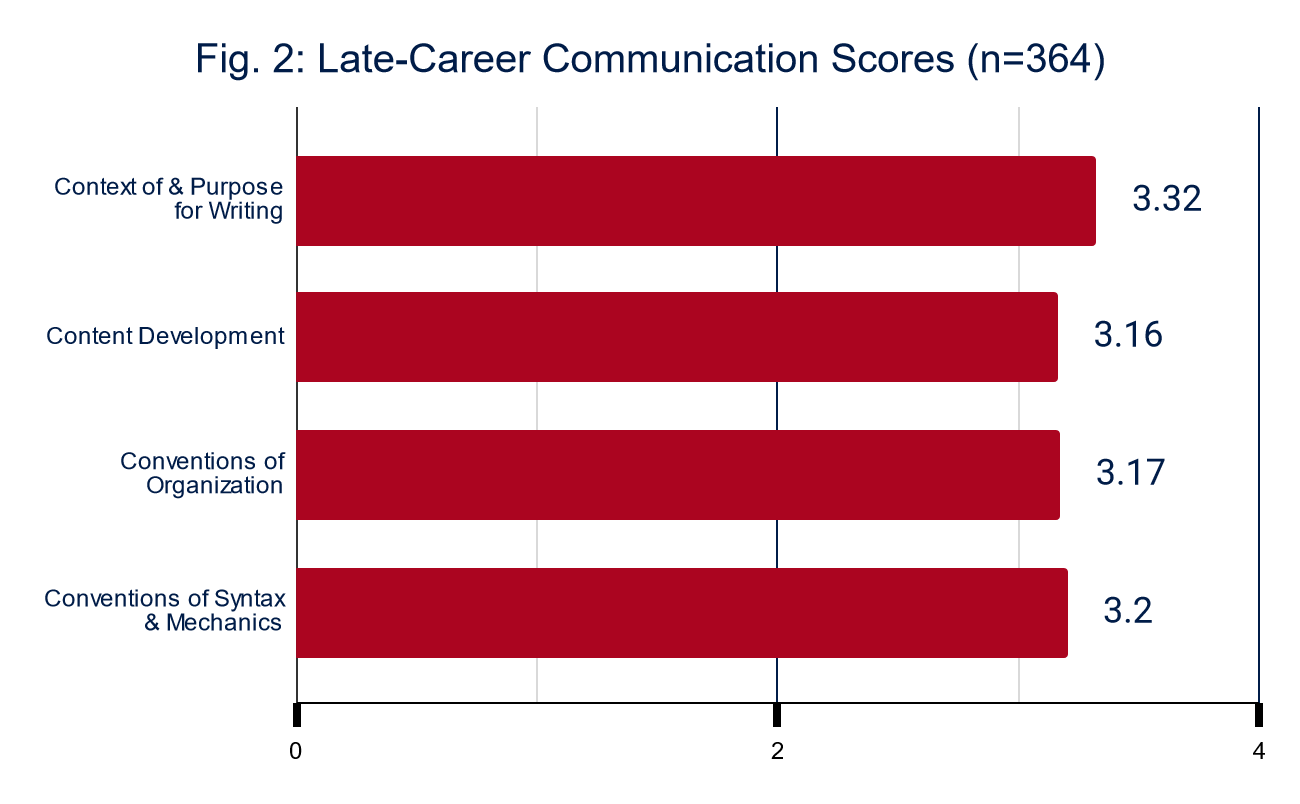 Fig. 2: Late-Career Communication Scores (n=364)
Context of & Purpose
for Writing
3.32
Content Development
3.16
Conventions of
Organization
3.17
Conventions of Syntax
& Mechanics
3.2
0
2
4